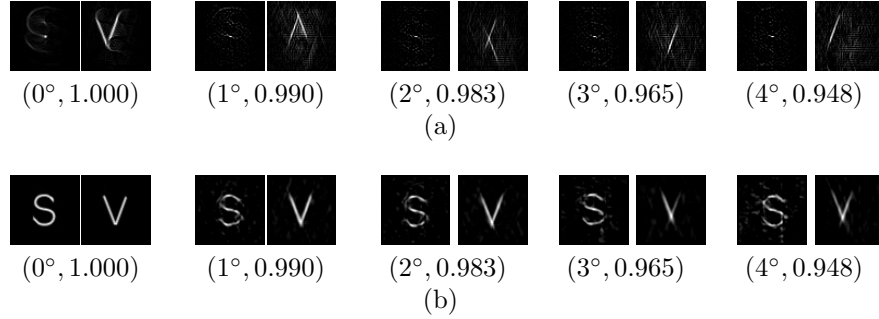 (0°, 1.000) (1°, 0.990) (2°, 0.983) (3°, 0.965) (4°, 0.948)
(a)
S V S V S V S V S V
(0°, 1.000) (1°, 0.990) (2°, 0.983) (3°, 0.965) (4°, 0.948)
(b)